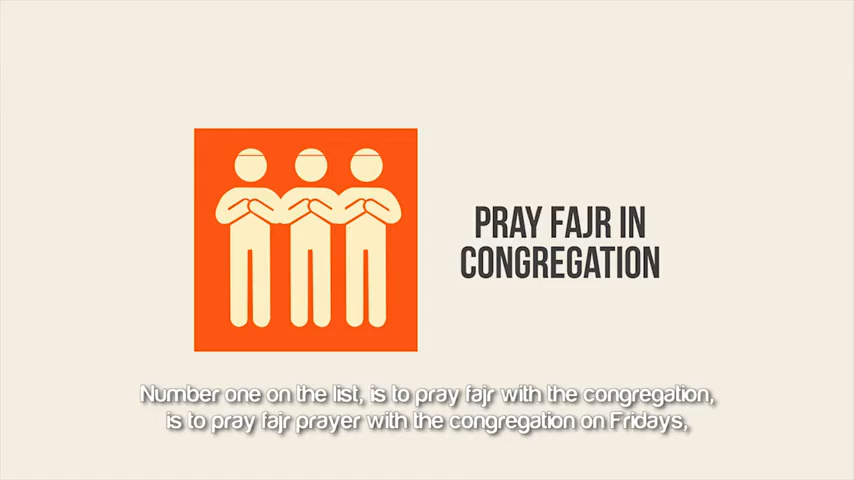 PRAY FAJR IN
CONGREGATION
Number one on the list, is to pray fajr with the congregation,
is to pray fajr prayer with the congregation on Fridays,